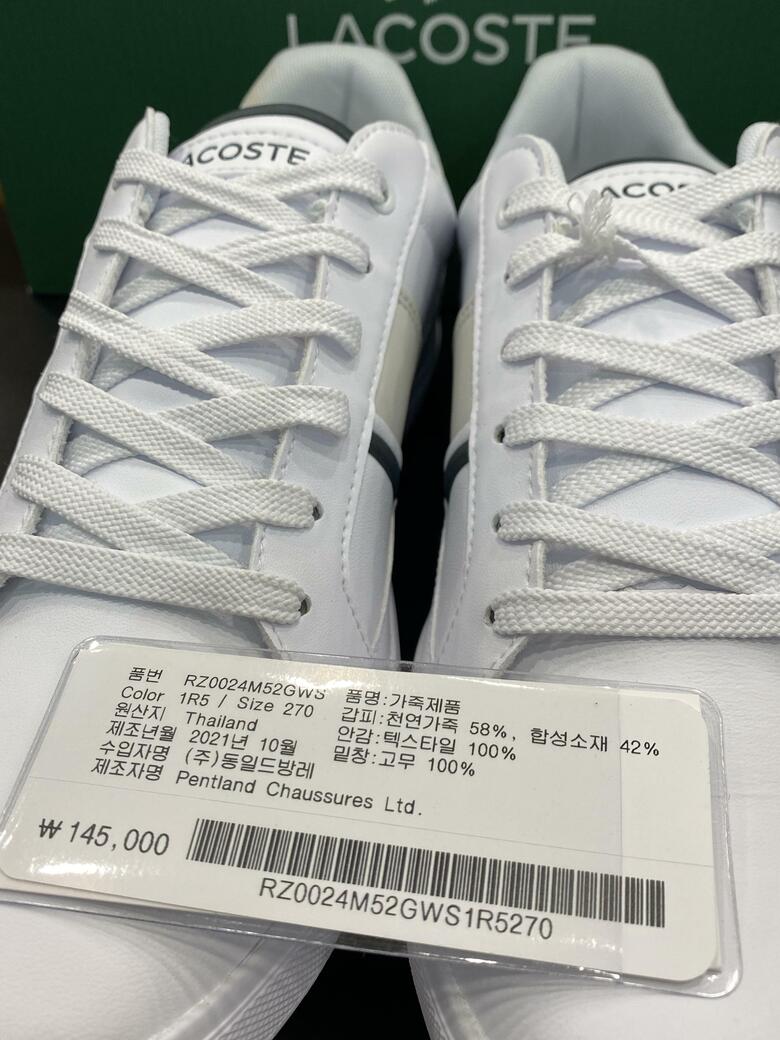 LACOSTE
LACOSTE
LACOS
품번 RZ0024M52GWS
Color 1R5 / Size 270
원산지 Thailand
제조년월 2021년 10월
수입자명 (주)동일드방레
제조자명 Pentland Chaussures Ltd.
품명:가죽제품
갑피:천연가죽 58%, 합성소재 42%
안감:텍스타일 100%
밑창:고무 100%
₩145,000
RZ0024M52GWS1R5270